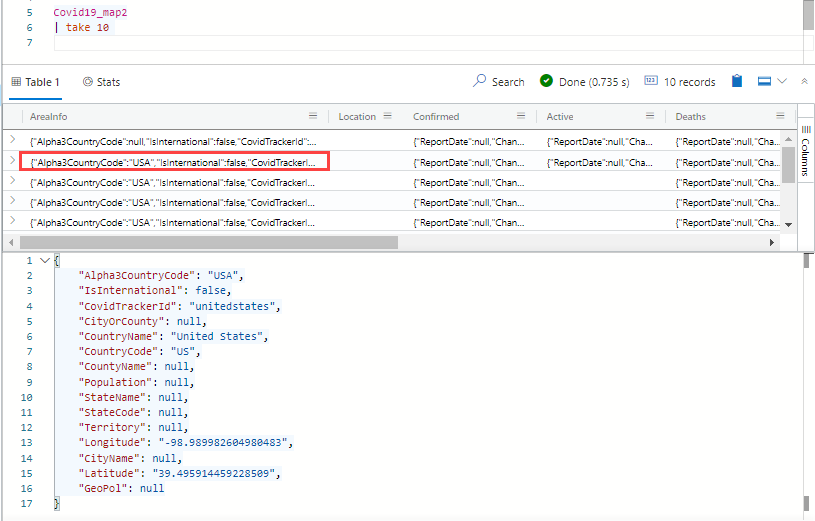 5 Covid19_map2
6 | take 10
7
Table 1 Stats Search Done (0.735 s) 10 records
AreaInfo Location Confirmed Active Deaths
{"Alpha3CountryCode":null,"IsInternational":false,"CovidTrackerId":... {"ReportDate":null,"Chan... {"ReportDate":null,"Cha... {"ReportDate":null,"Cha...
{"Alpha3CountryCode":"USA","IsInternational":false,"CovidTrackerI... {"ReportDate":null,"Chan... {"ReportDate":null,"Cha... {"ReportDate":null,"Cha...
{"Alpha3CountryCode":"USA","IsInternational":false,"CovidTrackerI... {"ReportDate":null,"Chan... {"ReportDate":null,"Cha...
{"Alpha3CountryCode":"USA","IsInternational":false,"CovidTrackerI... {"ReportDate":null,"Chan... {"ReportDate":null,"Cha...
{"Alpha3CountryCode":"USA","IsInternational":false,"CovidTrackerI... {"ReportDate":null,"Chan... {"ReportDate":null,"Cha...
Columns
1 {
2 "Alpha3CountryCode": "USA",
3 "IsInternational": false,
4 "CovidTrackerId": "unitedstates",
5 "CityOrCounty": null,
6 "CountryName": "United States",
7 "CountryCode": "US",
8 "CountyName": null,
9 "Population": null,
10 "StateName": null,
11 "StateCode": null,
12 "Territory": null,
13 "Longitude": "-98.989982604980483",
14 "CityName": null,
15 "Latitude": "39.495914459228509",
16 "GeoPol": null
17 }